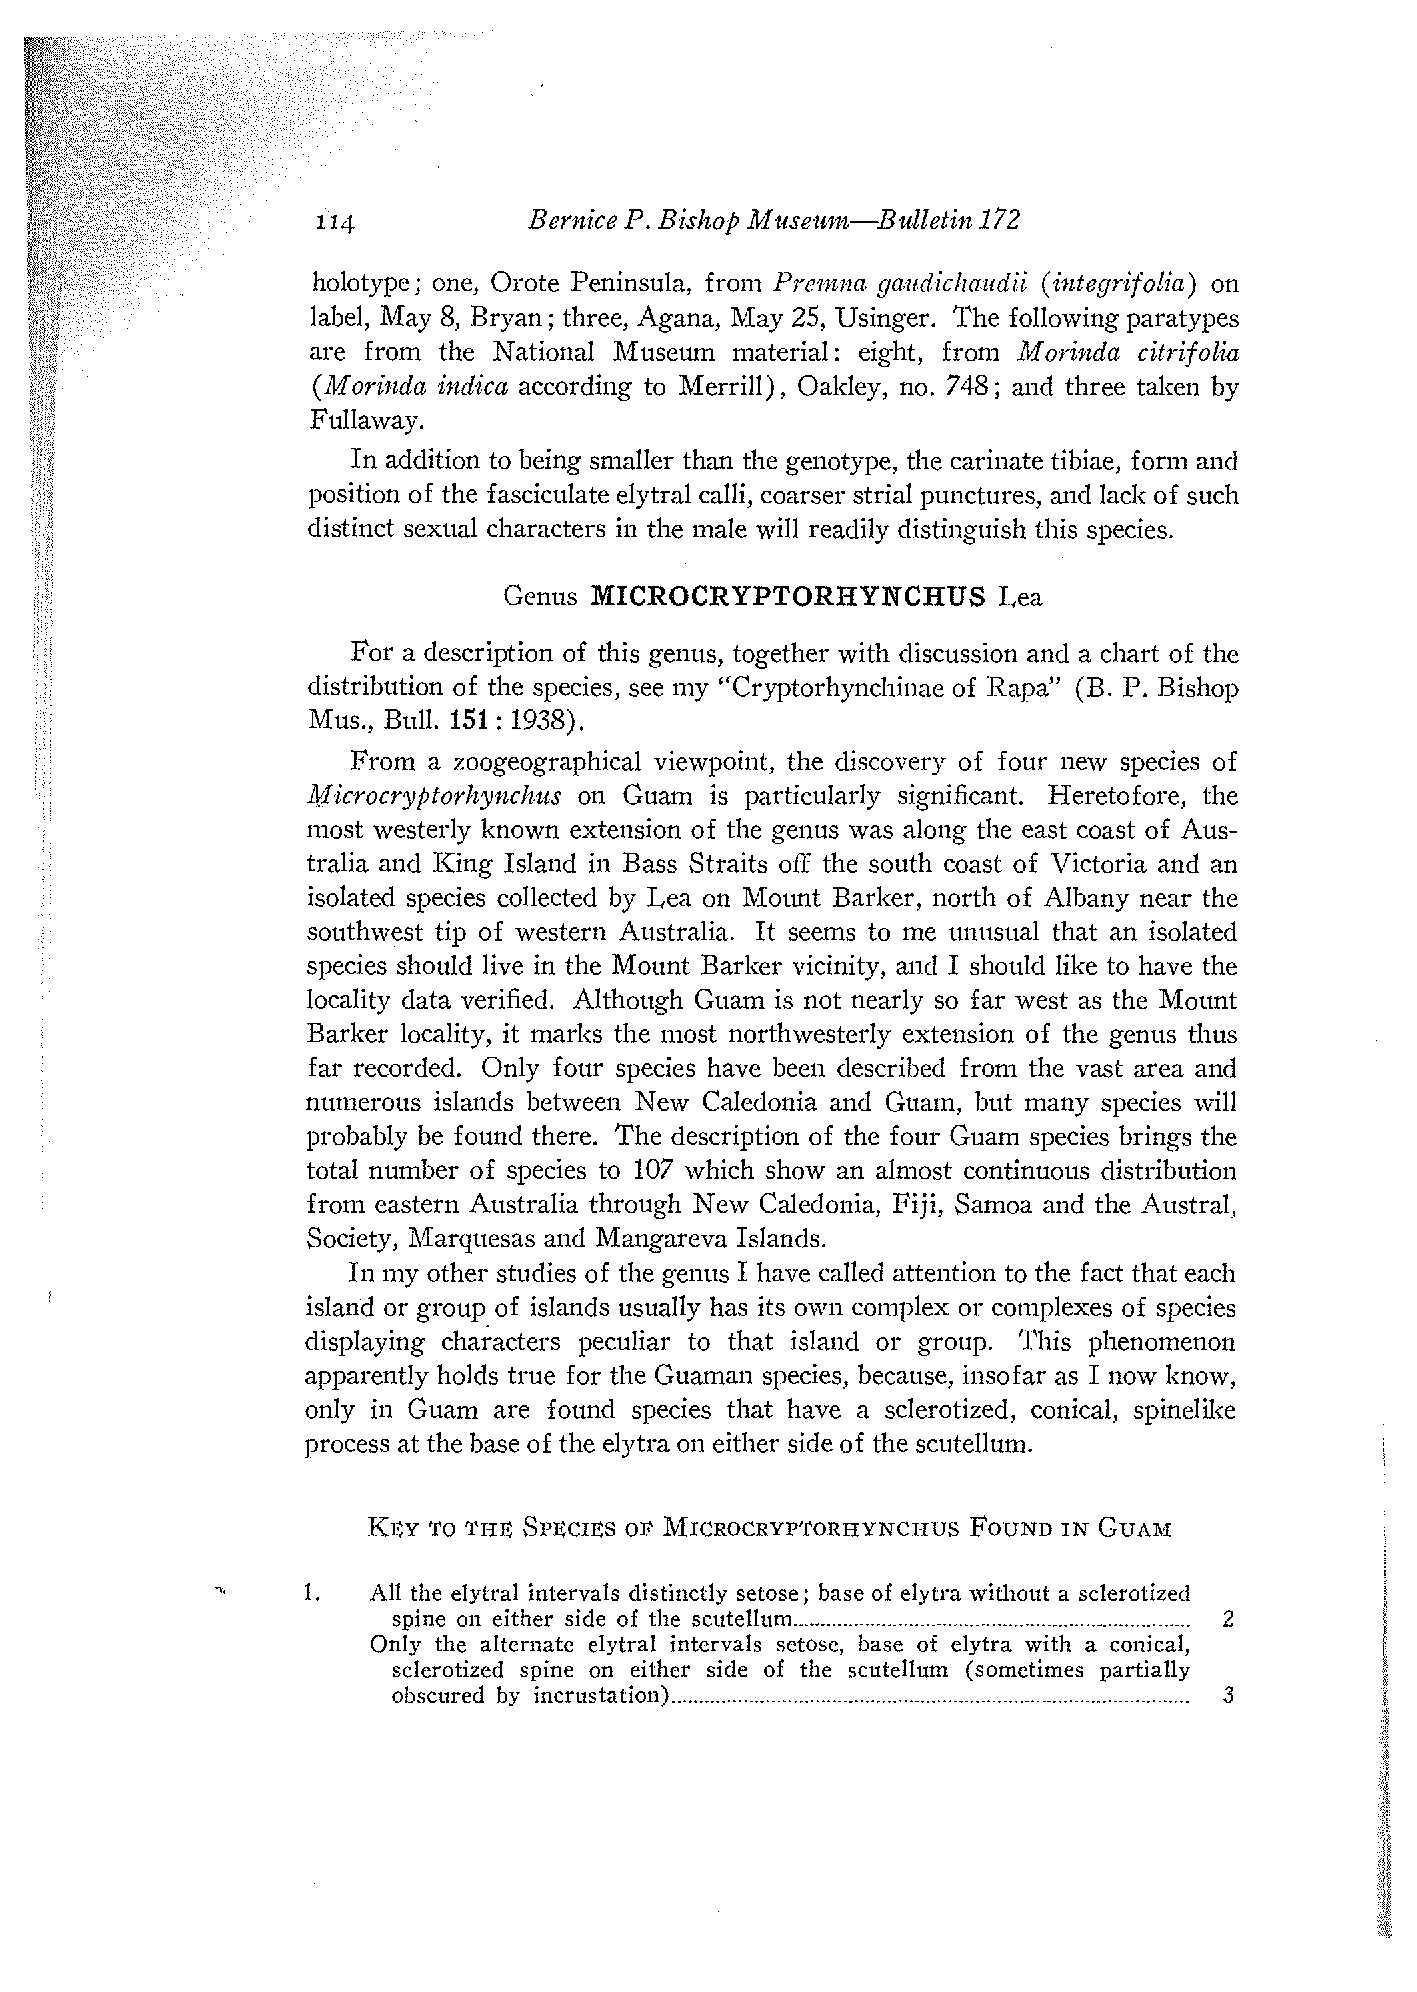 114 Bernice P. Bishop Museum—Bulletin 172
holotype; one, Orote Peninsula, from Premna gaudichaudii (integrifolia) on
label, May 8, Bryan; three, Agana, May 25, Usinger. The following paratypes
are from the National Museum material: eight, from Morinda citrifolia
(Morinda indica according to Merrill), Oakley, no. 748; and three taken by
Fullaway.
In addition to being smaller than the genotype, the carinate tibiae, form and
position of the fasciculate elytral calli, coarser strial punctures, and lack of such
distinct sexual characters in the male will readily distinguish this species.
Genus MICROCRYPTORHYNCHUS Lea
For a description of this genus, together with discussion and a chart of the
distribution of the species, see my "Cryptorhynchinae of Rapa" (B. P. Bishop
Mus., Bull. 151: 1938).
From a zoogeographical viewpoint, the discovery of four new species of
Microcryptorhynchus on Guam is particularly significant. Heretofore, the
most westerly known extension of the genus was along the east coast of Aus-
tralia and King Island in Bass Straits off the south coast of Victoria and an
isolated species collected by Lea on Mount Barker, north of Albany near the
southwest tip of western Australia. It seems to me unusual that an isolated
species should live in the Mount Barker vicinity, and I should like to have the
locality data verified. Although Guam is not nearly so far west as the Mount
Barker locality, it marks the most northwesterly extension of the genus thus
far recorded. Only four species have been described from the vast area and
numerous islands between New Caledonia and Guam, but many species will
probably be found there. The description of the four Guam species brings the
total number of species to 107 which show an almost continuous distribution
from eastern Australia through New Caledonia, Fiji, Samoa and the Austral,
Society, Marquesas and Mangareva Islands.
In my other studies of the genus I have called attention to the fact that each
island or group of islands usually has its own complex or complexes of species
displaying characters peculiar to that island or group. This phenomenon
apparently holds true for the Guaman species, because, insofar as I now know,
only in Guam are found species that have a sclerotized, conical, spinelike
process at the base of the elytra on either side of the scutellum.
Key to the Species of Microcryptorhynchus Found in Guam
1. All the elytral intervals distinctly setose; base of elytra without a sclerotized
spine on either side of the scutellum 2
Only the alternate elytral intervals setose, base of elytra with a conical,
sclerotized spine on either side of the scutellum (sometimes partially
obscured by incrustation) 3